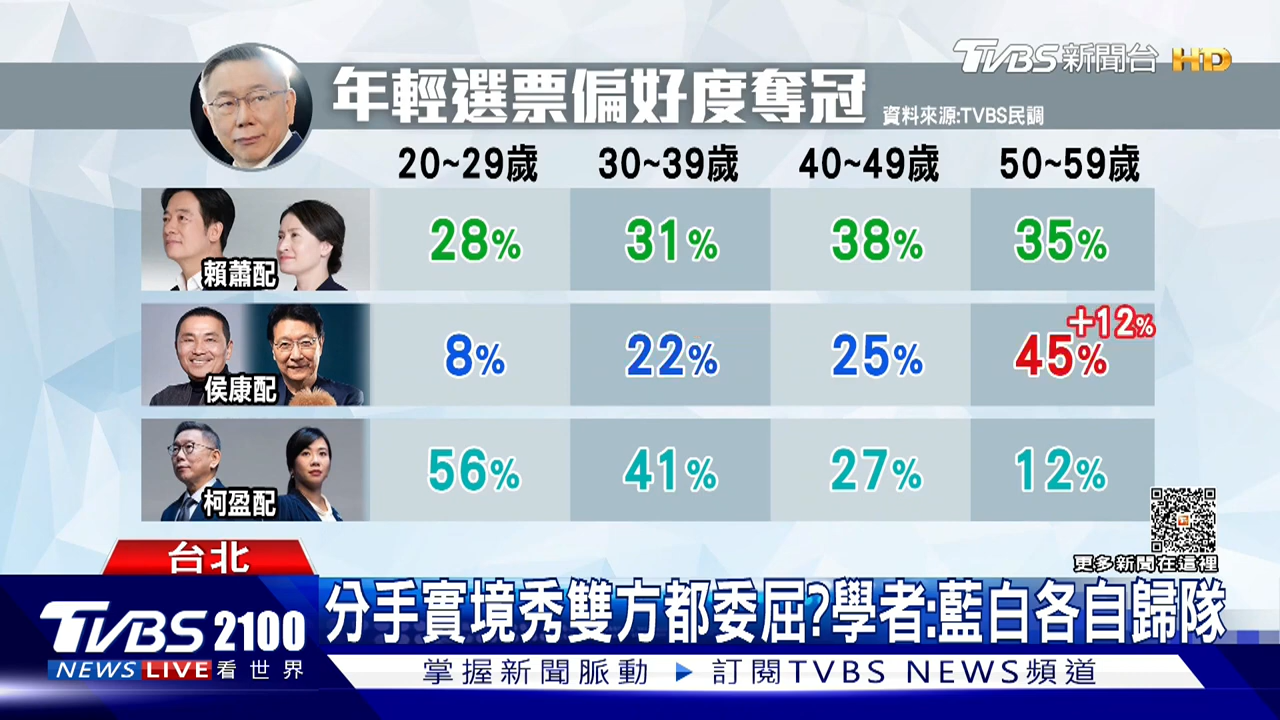 TVBS新聞台 HD
年輕選票偏好度奪冠
資料來源:TVBS民調
20~29歲 30~39歲 40~49歲 50~59歲
賴蕭配 28% 31% 38% 35%
+12%
侯康配 8% 22% 25% 45%
柯盈配 56% 41% 27% 12%
更多新聞在這裡
台北
分手實境秀雙方都委屈?學者:藍白各自歸隊
TVBS 2100
NEWS LIVE 看世界
掌握新聞脈動 ▶ 訂閱TVBS NEWS頻道